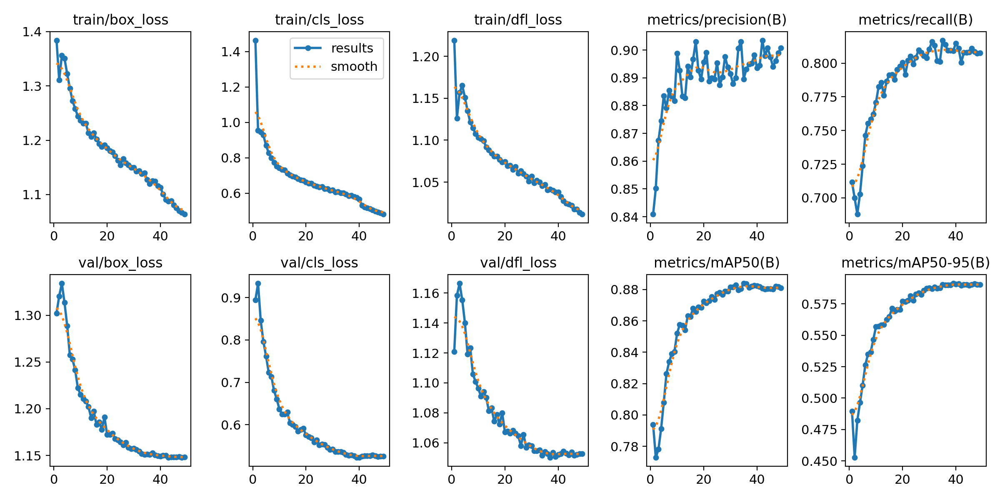 train/box_loss
1.4
1.3
1.2
1.1
0 20 40
train/cls_loss
results
smooth
1.4
1.2
1.0
0.8
0.6
0 20 40
train/dfl_loss
1.20
1.15
1.10
1.05
0 20 40
metrics/precision(B)
0.90
0.89
0.88
0.87
0.86
0.85
0.84
0 20 40
metrics/recall(B)
0.800
0.775
0.750
0.725
0.700
0 20 40
val/box_loss
1.30
1.25
1.20
1.15
0 20 40
val/cls_loss
0.9
0.8
0.7
0.6
0 20 40
val/dfl_loss
1.16
1.14
1.12
1.10
1.08
1.06
0 20 40
metrics/mAP50(B)
0.88
0.86
0.84
0.82
0.80
0.78
0 20 40
metrics/mAP50-95(B)
0.575
0.550
0.525
0.500
0.475
0.450
0 20 40